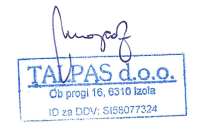 TALPAS d.o.o.
Ob progi 16, 6310 Izola
ID za DDV: SI58077324